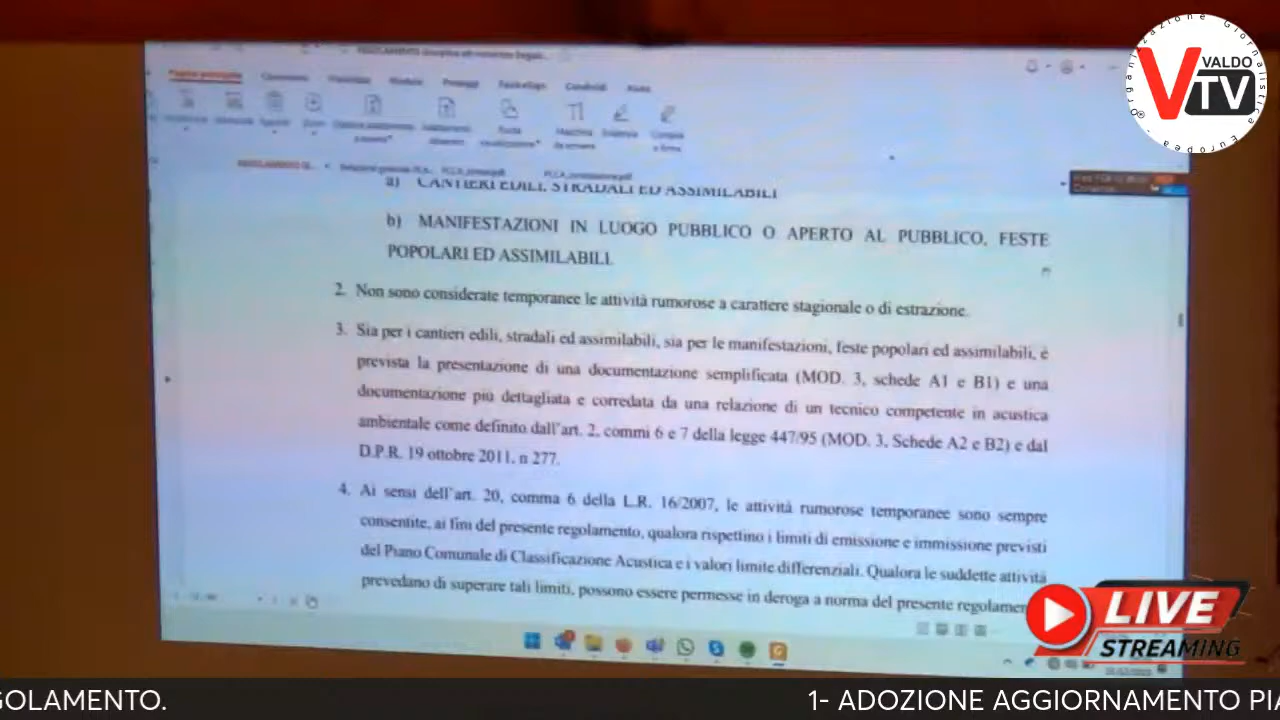 VALDO
VTV
Organizzazione Giornalistica Europea
a) CANTIERI EDILI, STRADALI ED ASSIMILABILI
b) MANIFESTAZIONI IN LUOGO PUBBLICO O APERTO AL PUBBLICO, FESTE
POPOLARI ED ASSIMILABILI.
2. Non sono considerate temporanee le attività rumorose a carattere stagionale o di estrazione.
3. Sia per i cantieri edili, stradali ed assimilabili, sia per le manifestazioni, feste popolari ed assimilabili, è
prevista la presentazione di una documentazione semplificata (MOD. 3, schede A1 e B1) e una
documentazione più dettagliata e corredata da una relazione di un tecnico competente in acustica
ambientale come definito dall'art. 2, commi 6 e 7 della legge 447/95 (MOD. 3, Schede A2 e B2) e dal
D.P.R. 19 ottobre 2011, n 277.
4. Ai sensi dell'art. 20, comma 6 della L.R. 16/2007, le attività rumorose temporanee sono sempre
consentite, ai fini del presente regolamento, qualora rispettino i limiti di emissione e immissione previsti
del Piano Comunale di Classificazione Acustica e i valori limite differenziali. Qualora le suddette attività
prevedano di superare tali limiti, possono essere permesse in deroga a norma del presente regolamen
LIVE
STREAMING
GOLAMENTO.
1- ADOZIONE AGGIORNAMENTO PIA